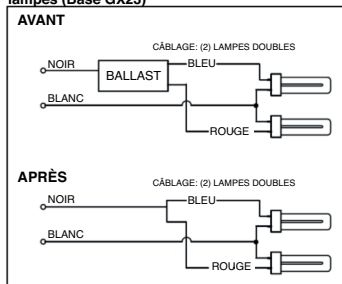 lampes (Base GX23)
AVANT
CÂBLAGE: (2) LAMPES DOUBLES
NOIR
BALLAST
BLEU
BLANC
ROUGE
APRÈS
CÂBLAGE: (2) LAMPES DOUBLES
NOIR
BLEU
BLANC
ROUGE